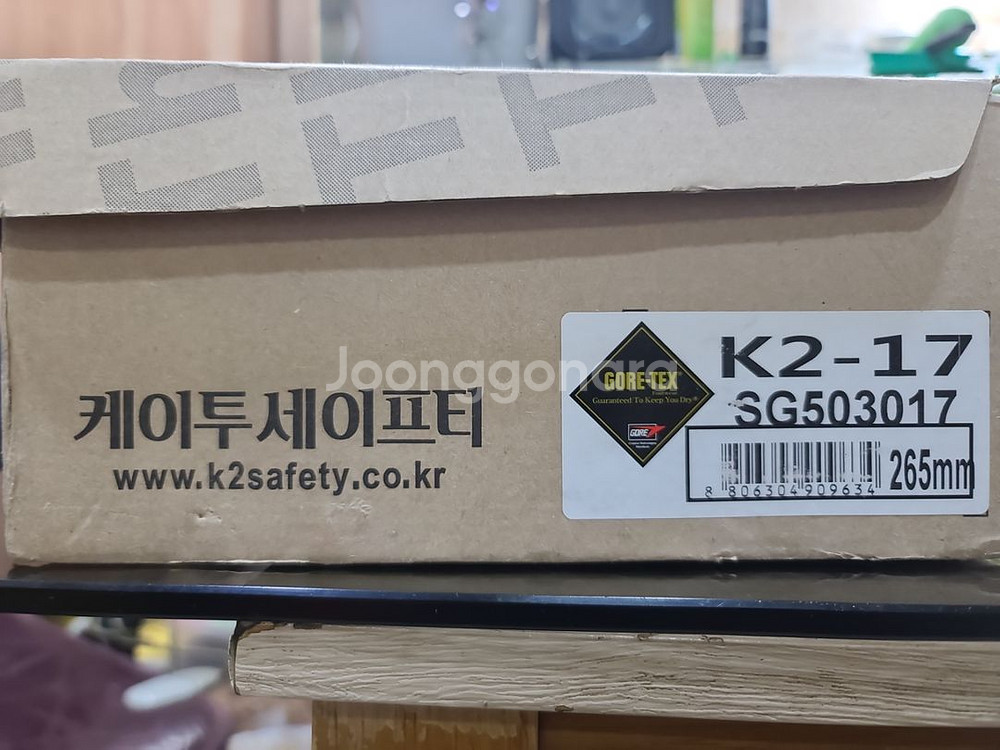 Joonggonara
케이투 세이프티
www.k2safety.co.kr
GORE-TEX
Guaranteed To Keep You Dry®
GORE
K2-17
SG503017
8 806304 909634
265mm